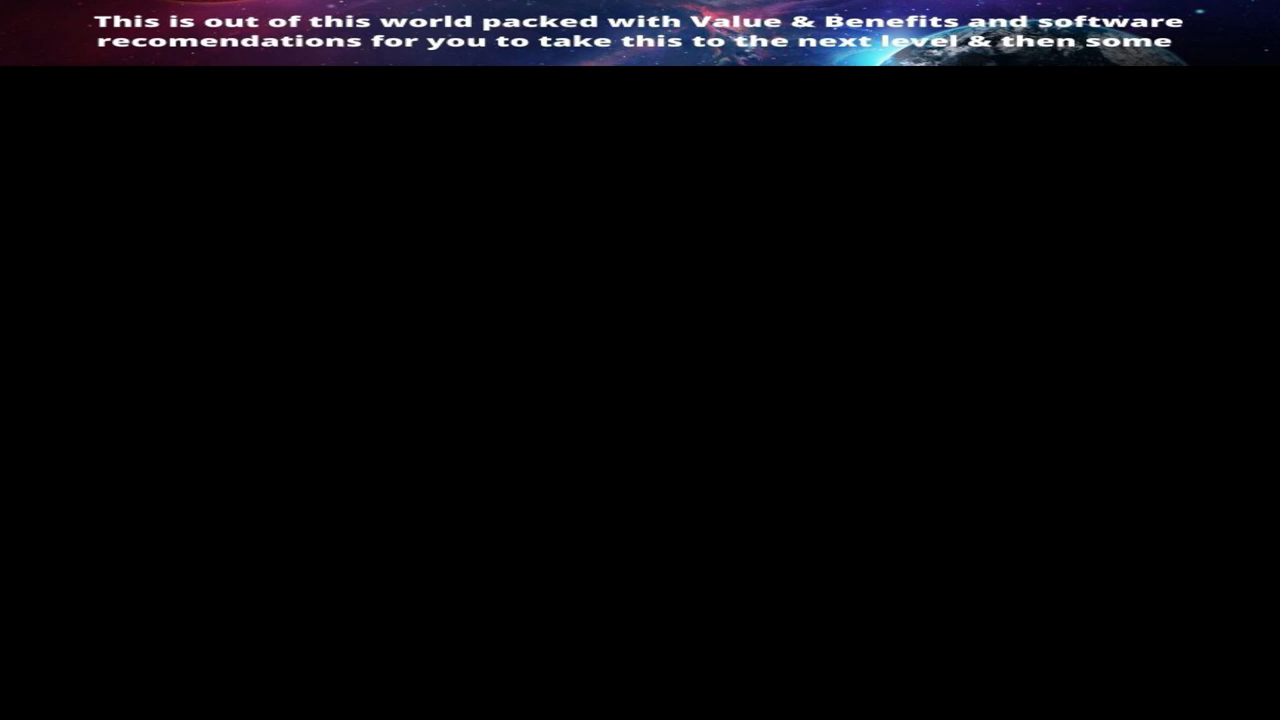 This is out of this world packed with Value & Benefits and software
recomendations for you to take this to the next level & then some